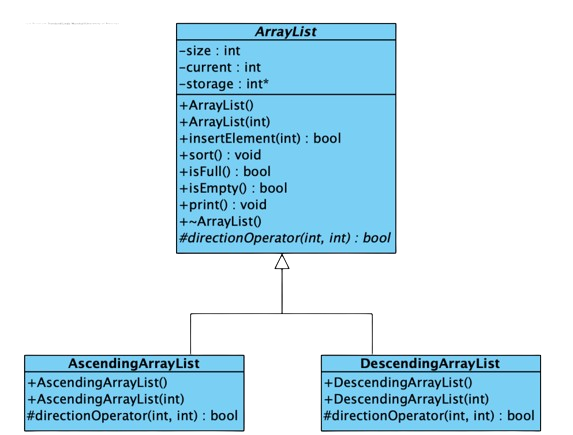 ArrayList
-size : int
-current : int
-storage : int*
+ArrayList()
+ArrayList(int)
+insertElement(int) : bool
+sort() : void
+isFull() : bool
+isEmpty() : bool
+print() : void
+~ArrayList()
#directionOperator(int, int) : bool
AscendingArrayList
+AscendingArrayList()
+AscendingArrayList(int)
#directionOperator(int, int) : bool
DescendingArrayList
+DescendingArrayList()
+DescendingArrayList(int)
#directionOperator(int, int) : bool